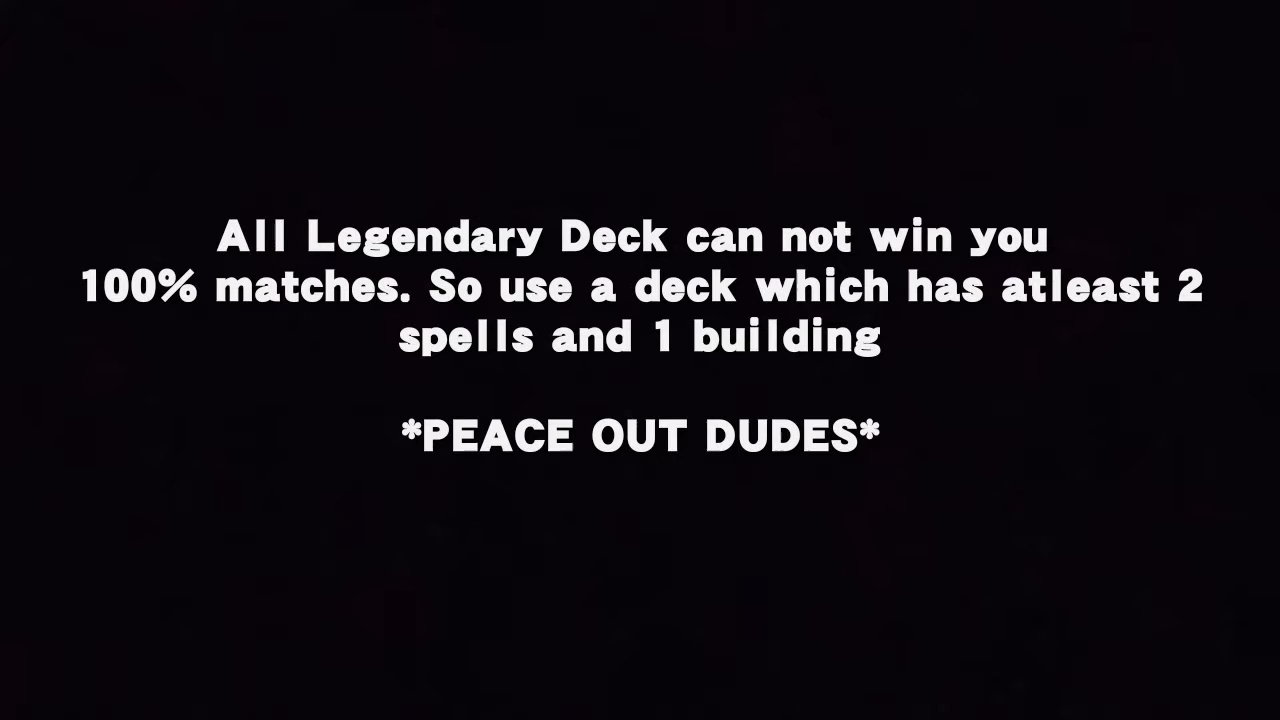 All Legendary Deck can not win you
100% matches. So use a deck which has atleast 2
spells and 1 building
*PEACE OUT DUDES*